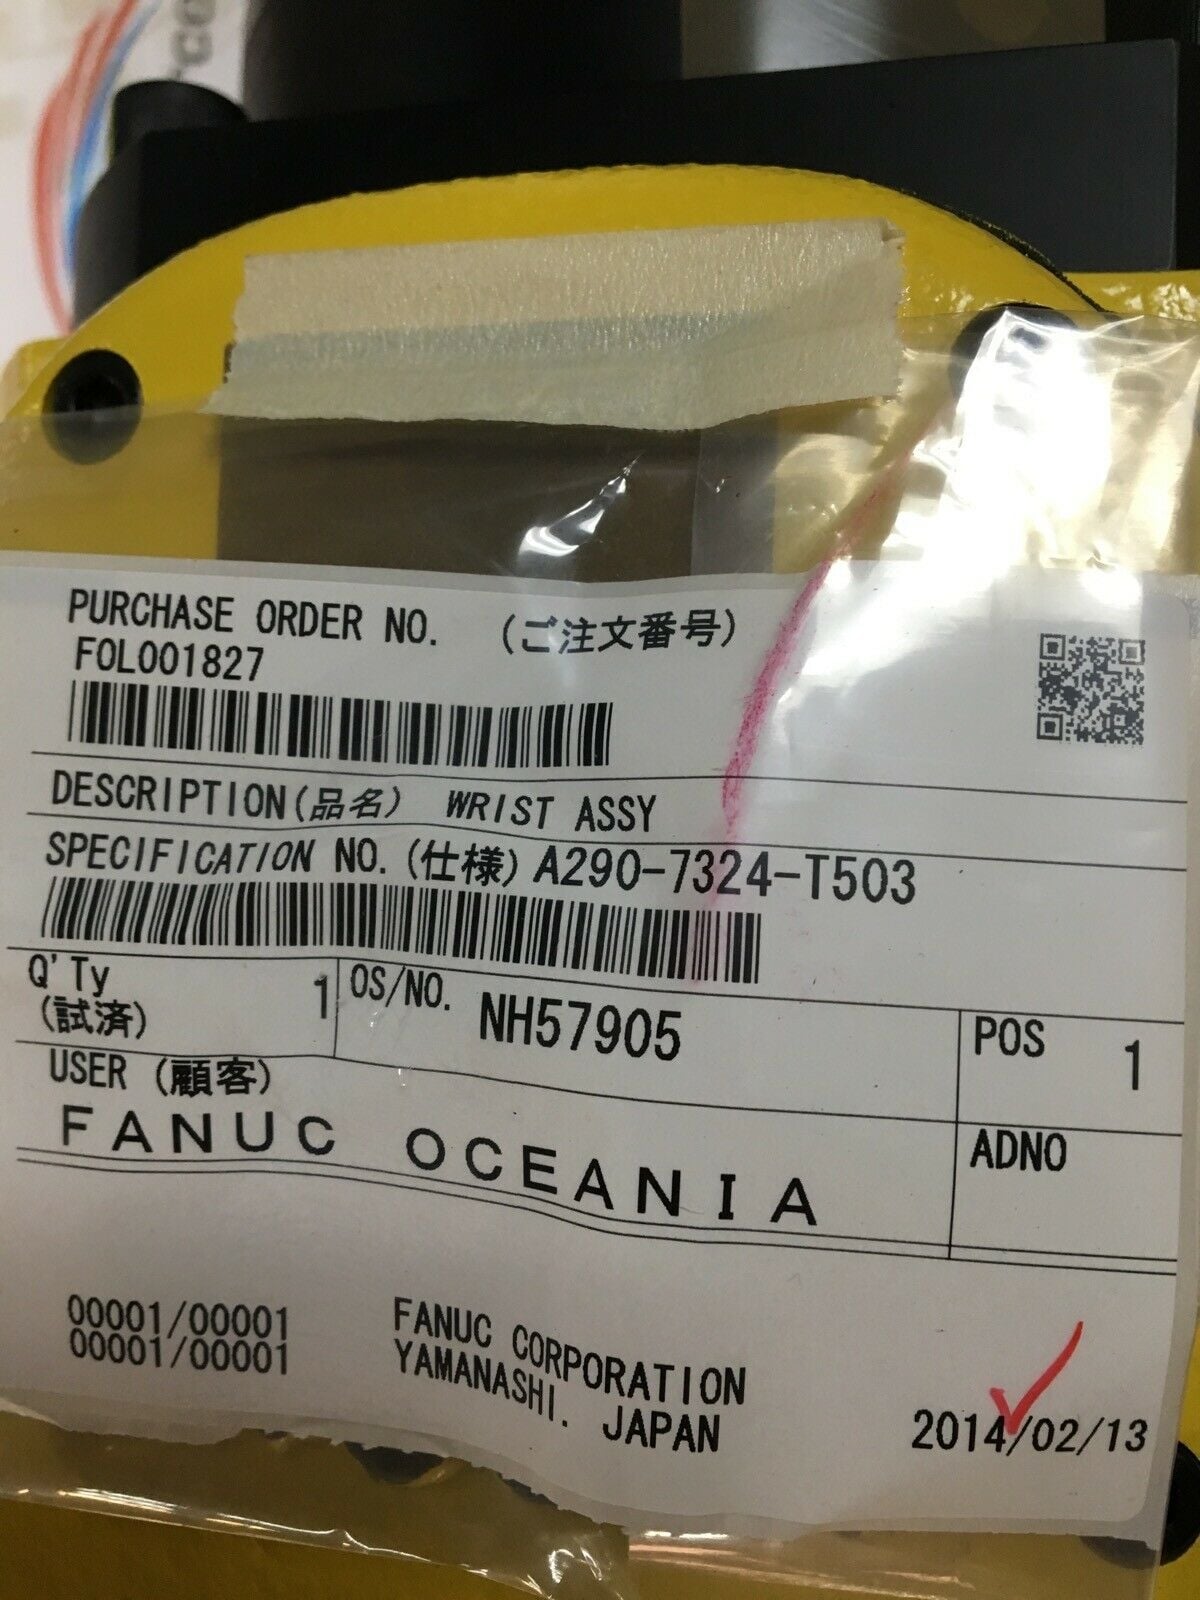 -co
PURCHASE ORDER NO. (ご注文番号)
FOL001827
DESCRIPTION(品名) WRIST ASSY
SPECIFICATION NO.(仕様) A290-7324-T503
Q'Ty 1 OS/NO. NH57905 POS 1
(試済)
USER (顧客) ADNO
FANUC OCEANIA
00001/00001 FANUC CORPORATION
00001/00001 YAMANASHI. JAPAN 2014/02/13